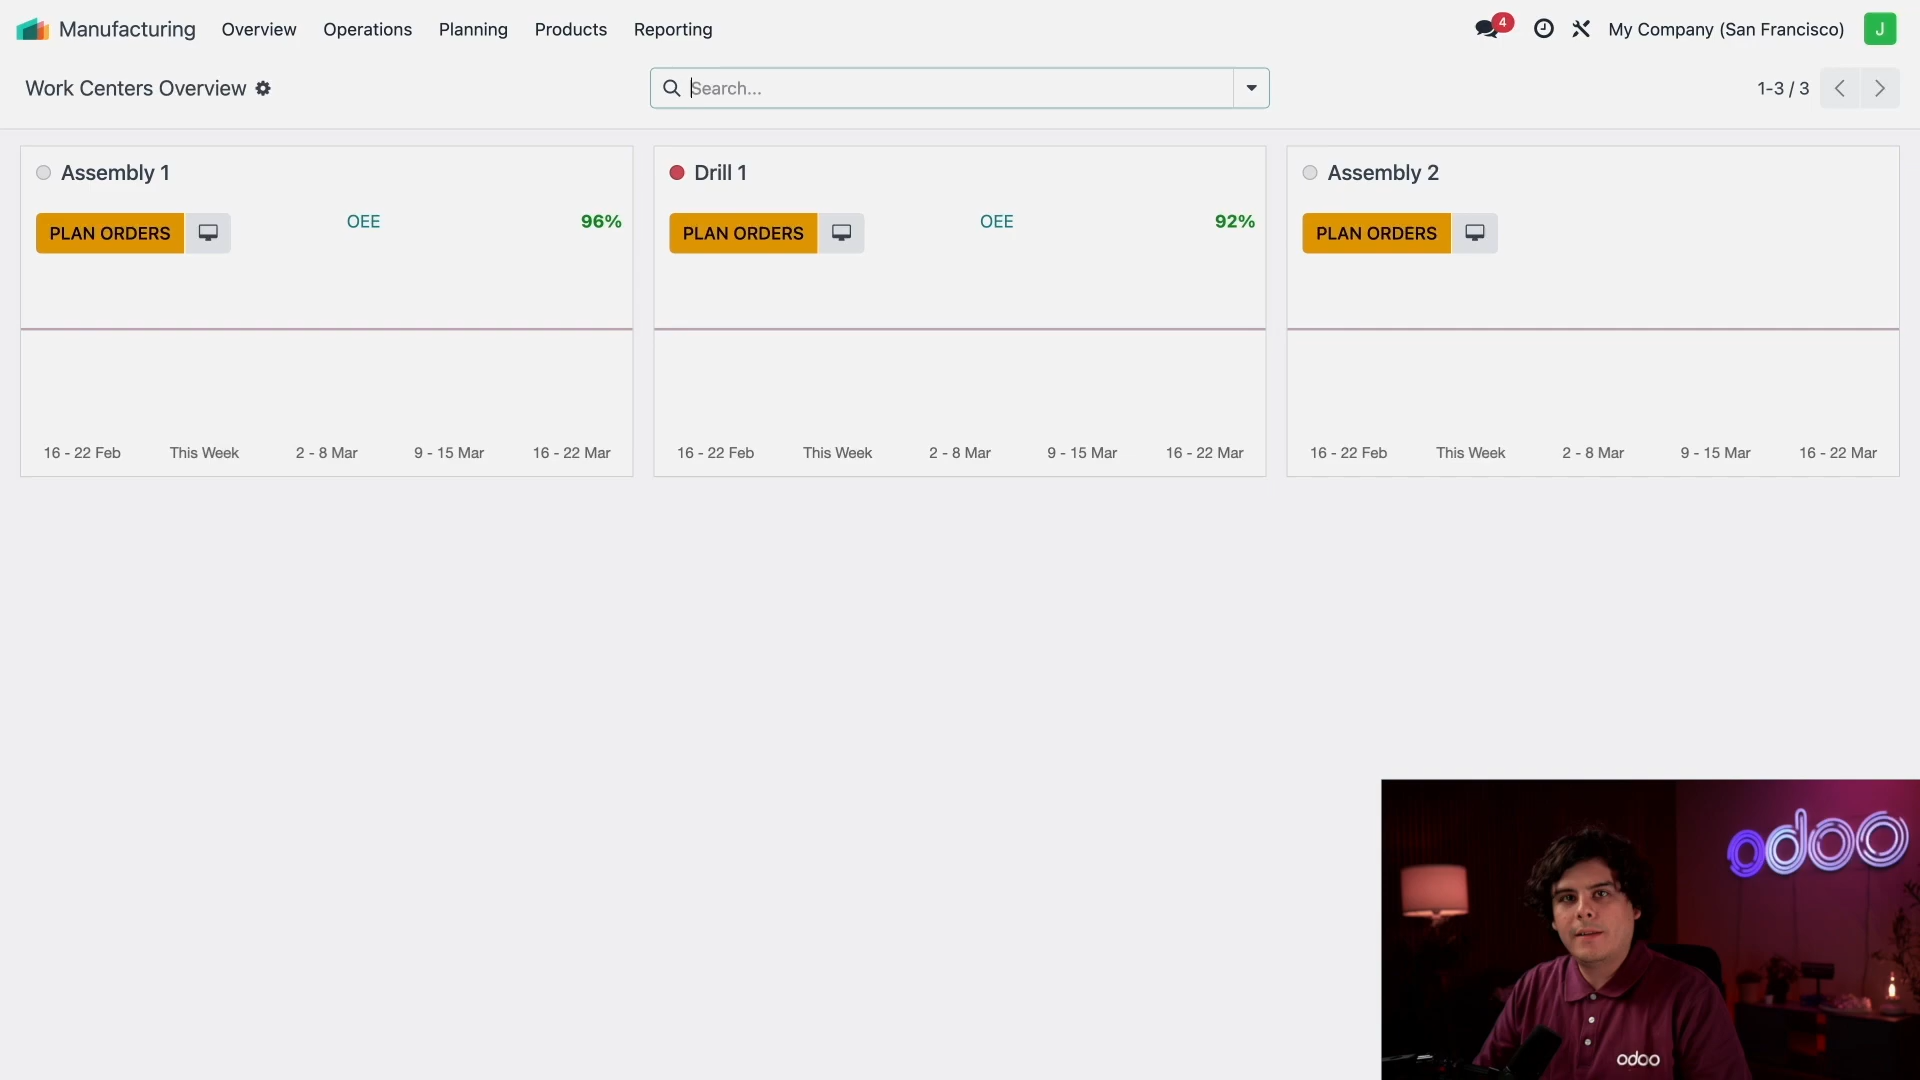 Manufacturing Overview Operations Planning Products Reporting 4 My Company (San Francisco) J
Work Centers Overview Search... 1-3 / 3
Assembly 1
PLAN ORDERS OEE 96%
16 - 22 Feb This Week 2 - 8 Mar 9 - 15 Mar 16 - 22 Mar
Drill 1
PLAN ORDERS OEE 92%
16 - 22 Feb This Week 2 - 8 Mar 9 - 15 Mar 16 - 22 Mar
Assembly 2
PLAN ORDERS
16 - 22 Feb This Week 2 - 8 Mar 9 - 15 Mar 16 - 22 Mar
odoo
odoo